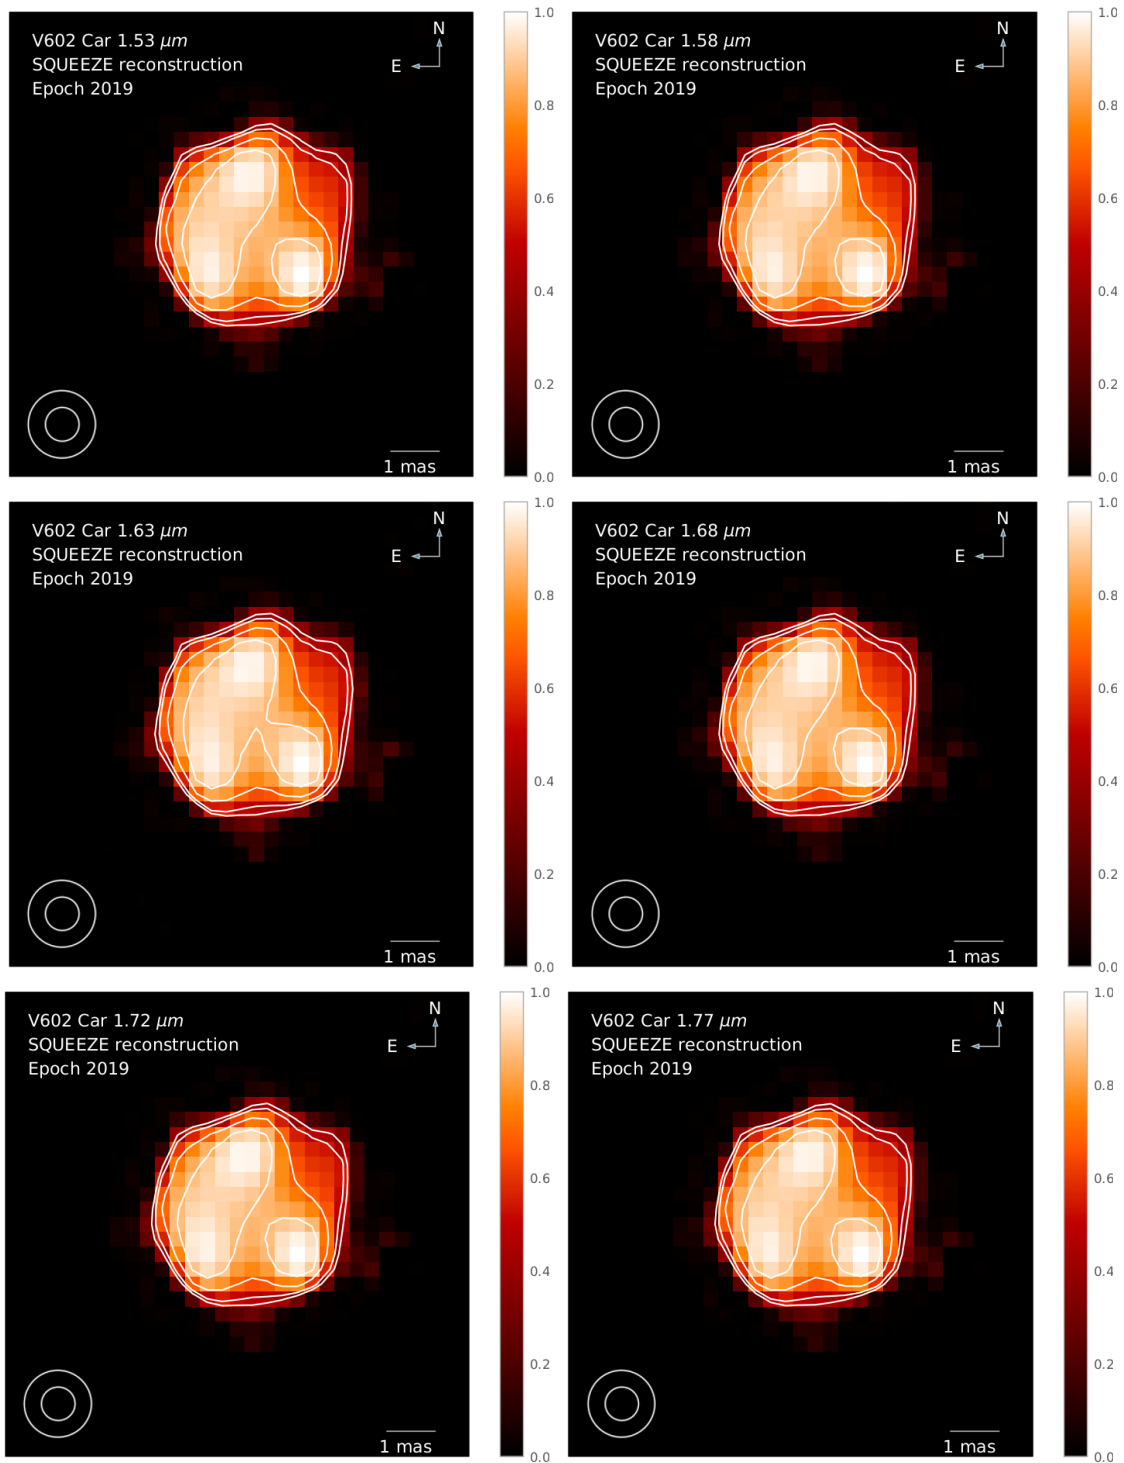 V602 Car 1.53 μm
SQUEEZE reconstruction
Epoch 2019
N
E
1 mas
1.0
0.8
0.6
0.4
0.2
0.0
V602 Car 1.58 μm
SQUEEZE reconstruction
Epoch 2019
N
E
1 mas
1.0
0.8
0.6
0.4
0.2
0.0
V602 Car 1.63 μm
SQUEEZE reconstruction
Epoch 2019
N
E
1 mas
1.0
0.8
0.6
0.4
0.2
0.0
V602 Car 1.68 μm
SQUEEZE reconstruction
Epoch 2019
N
E
1 mas
1.0
0.8
0.6
0.4
0.2
0.0
V602 Car 1.72 μm
SQUEEZE reconstruction
Epoch 2019
N
E
1 mas
1.0
0.8
0.6
0.4
0.2
0.0
V602 Car 1.77 μm
SQUEEZE reconstruction
Epoch 2019
N
E
1 mas
1.0
0.8
0.6
0.4
0.2
0.0